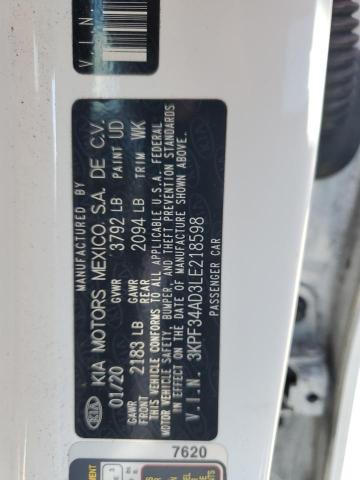 MANUFACTURED BY
KIA MOTORS MEXICO, S.A. DE C.V.
01/20 GVWR 3792 LB PAINT UD
GAWR FRONT 2183 LB GAWR REAR 2094 LB TRIM WK
THIS VEHICLE CONFORMS TO ALL APPLICABLE U.S.A. FEDERAL
MOTOR VEHICLE SAFETY, BUMPER, AND THEFT PREVENTION STANDARDS
IN EFFECT ON THE DATE OF MANUFACTURE SHOWN ABOVE.
V.I.N. 3KPF34AD3LE218598
PASSENGER CAR
KIA
V.I.N.
7620